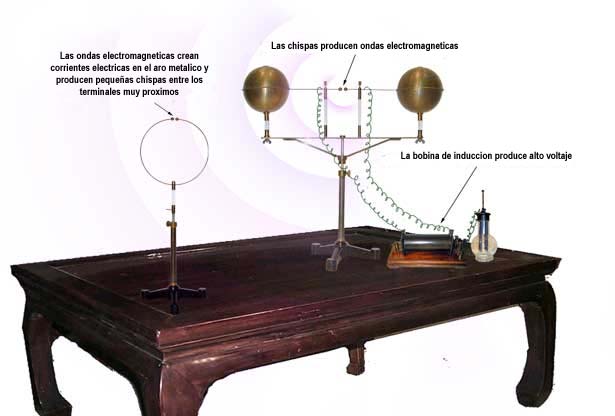 Las ondas electromagneticas crean
corrientes electricas en el aro metalico y
producen pequeñas chispas entre los
terminales muy proximos
Las chispas producen ondas electromagneticas
La bobina de induccion produce alto voltaje